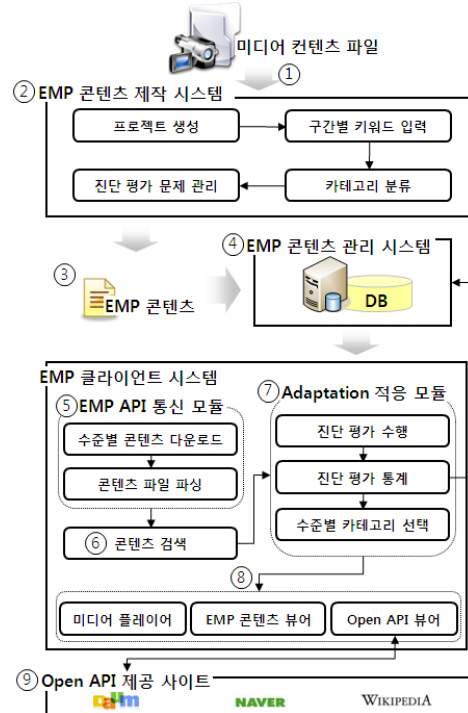 미디어 컨텐츠 파일
①
② EMP 콘텐츠 제작 시스템
프로젝트 생성
구간별 키워드 입력
진단 평가 문제 관리
카테고리 분류
③
EMP 콘텐츠
④ EMP 콘텐츠 관리 시스템
DB
EMP 클라이언트 시스템
⑤ EMP API 통신 모듈
수준별 콘텐츠 다운로드
콘텐츠 파일 파싱
⑥ 콘텐츠 검색
⑦ Adaptation 적응 모듈
진단 평가 수행
진단 평가 통계
수준별 카테고리 선택
⑧
미디어 플레이어
EMP 콘텐츠 뷰어
Open API 뷰어
⑨ Open API 제공 사이트
Daum
NAVER
WIKIPEDIA